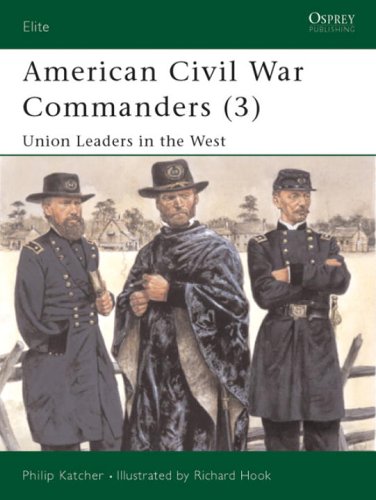 Elite
OSPREY
PUBLISHING
American Civil War
Commanders (3)
Union Leaders in the West
Philip Katcher • Illustrated by Richard Hook